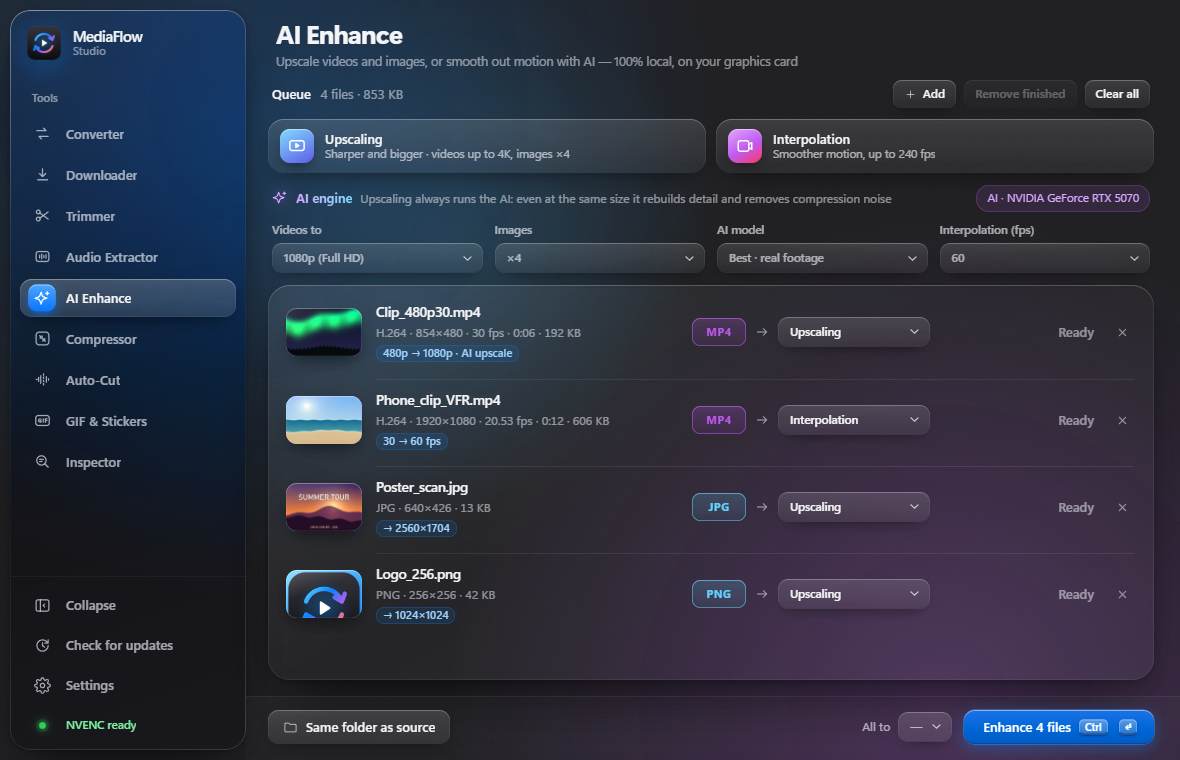 MediaFlow
Studio
Tools
Converter
Downloader
Trimmer
Audio Extractor
AI Enhance
Compressor
Auto-Cut
GIF
GIF & Stickers
Inspector
Collapse
Check for updates
Settings
NVENC ready
AI Enhance
Upscale videos and images, or smooth out motion with AI — 100% local, on your graphics card
Queue 4 files · 853 KB
+ Add
Remove finished
Clear all
Upscaling
Sharper and bigger · videos up to 4K, images ×4
Interpolation
Smoother motion, up to 240 fps
AI engine Upscaling always runs the AI: even at the same size it rebuilds detail and removes compression noise
AI · NVIDIA GeForce RTX 5070
Videos to
1080p (Full HD)
Images
×4
AI model
Best · real footage
Interpolation (fps)
60
Clip_480p30.mp4
H.264 · 854×480 · 30 fps · 0:06 · 192 KB
480p → 1080p · AI upscale
MP4 → Upscaling
Ready ×
Phone_clip_VFR.mp4
H.264 · 1920×1080 · 20.53 fps · 0:12 · 606 KB
30 → 60 fps
MP4 → Interpolation
Ready ×
SUMMER TOUR
Poster_scan.jpg
JPG · 640×426 · 13 KB
→ 2560×1704
JPG → Upscaling
Ready ×
Logo_256.png
PNG · 256×256 · 42 KB
→ 1024×1024
PNG → Upscaling
Ready ×
Same folder as source
All to —
Enhance 4 files Ctrl ⏎